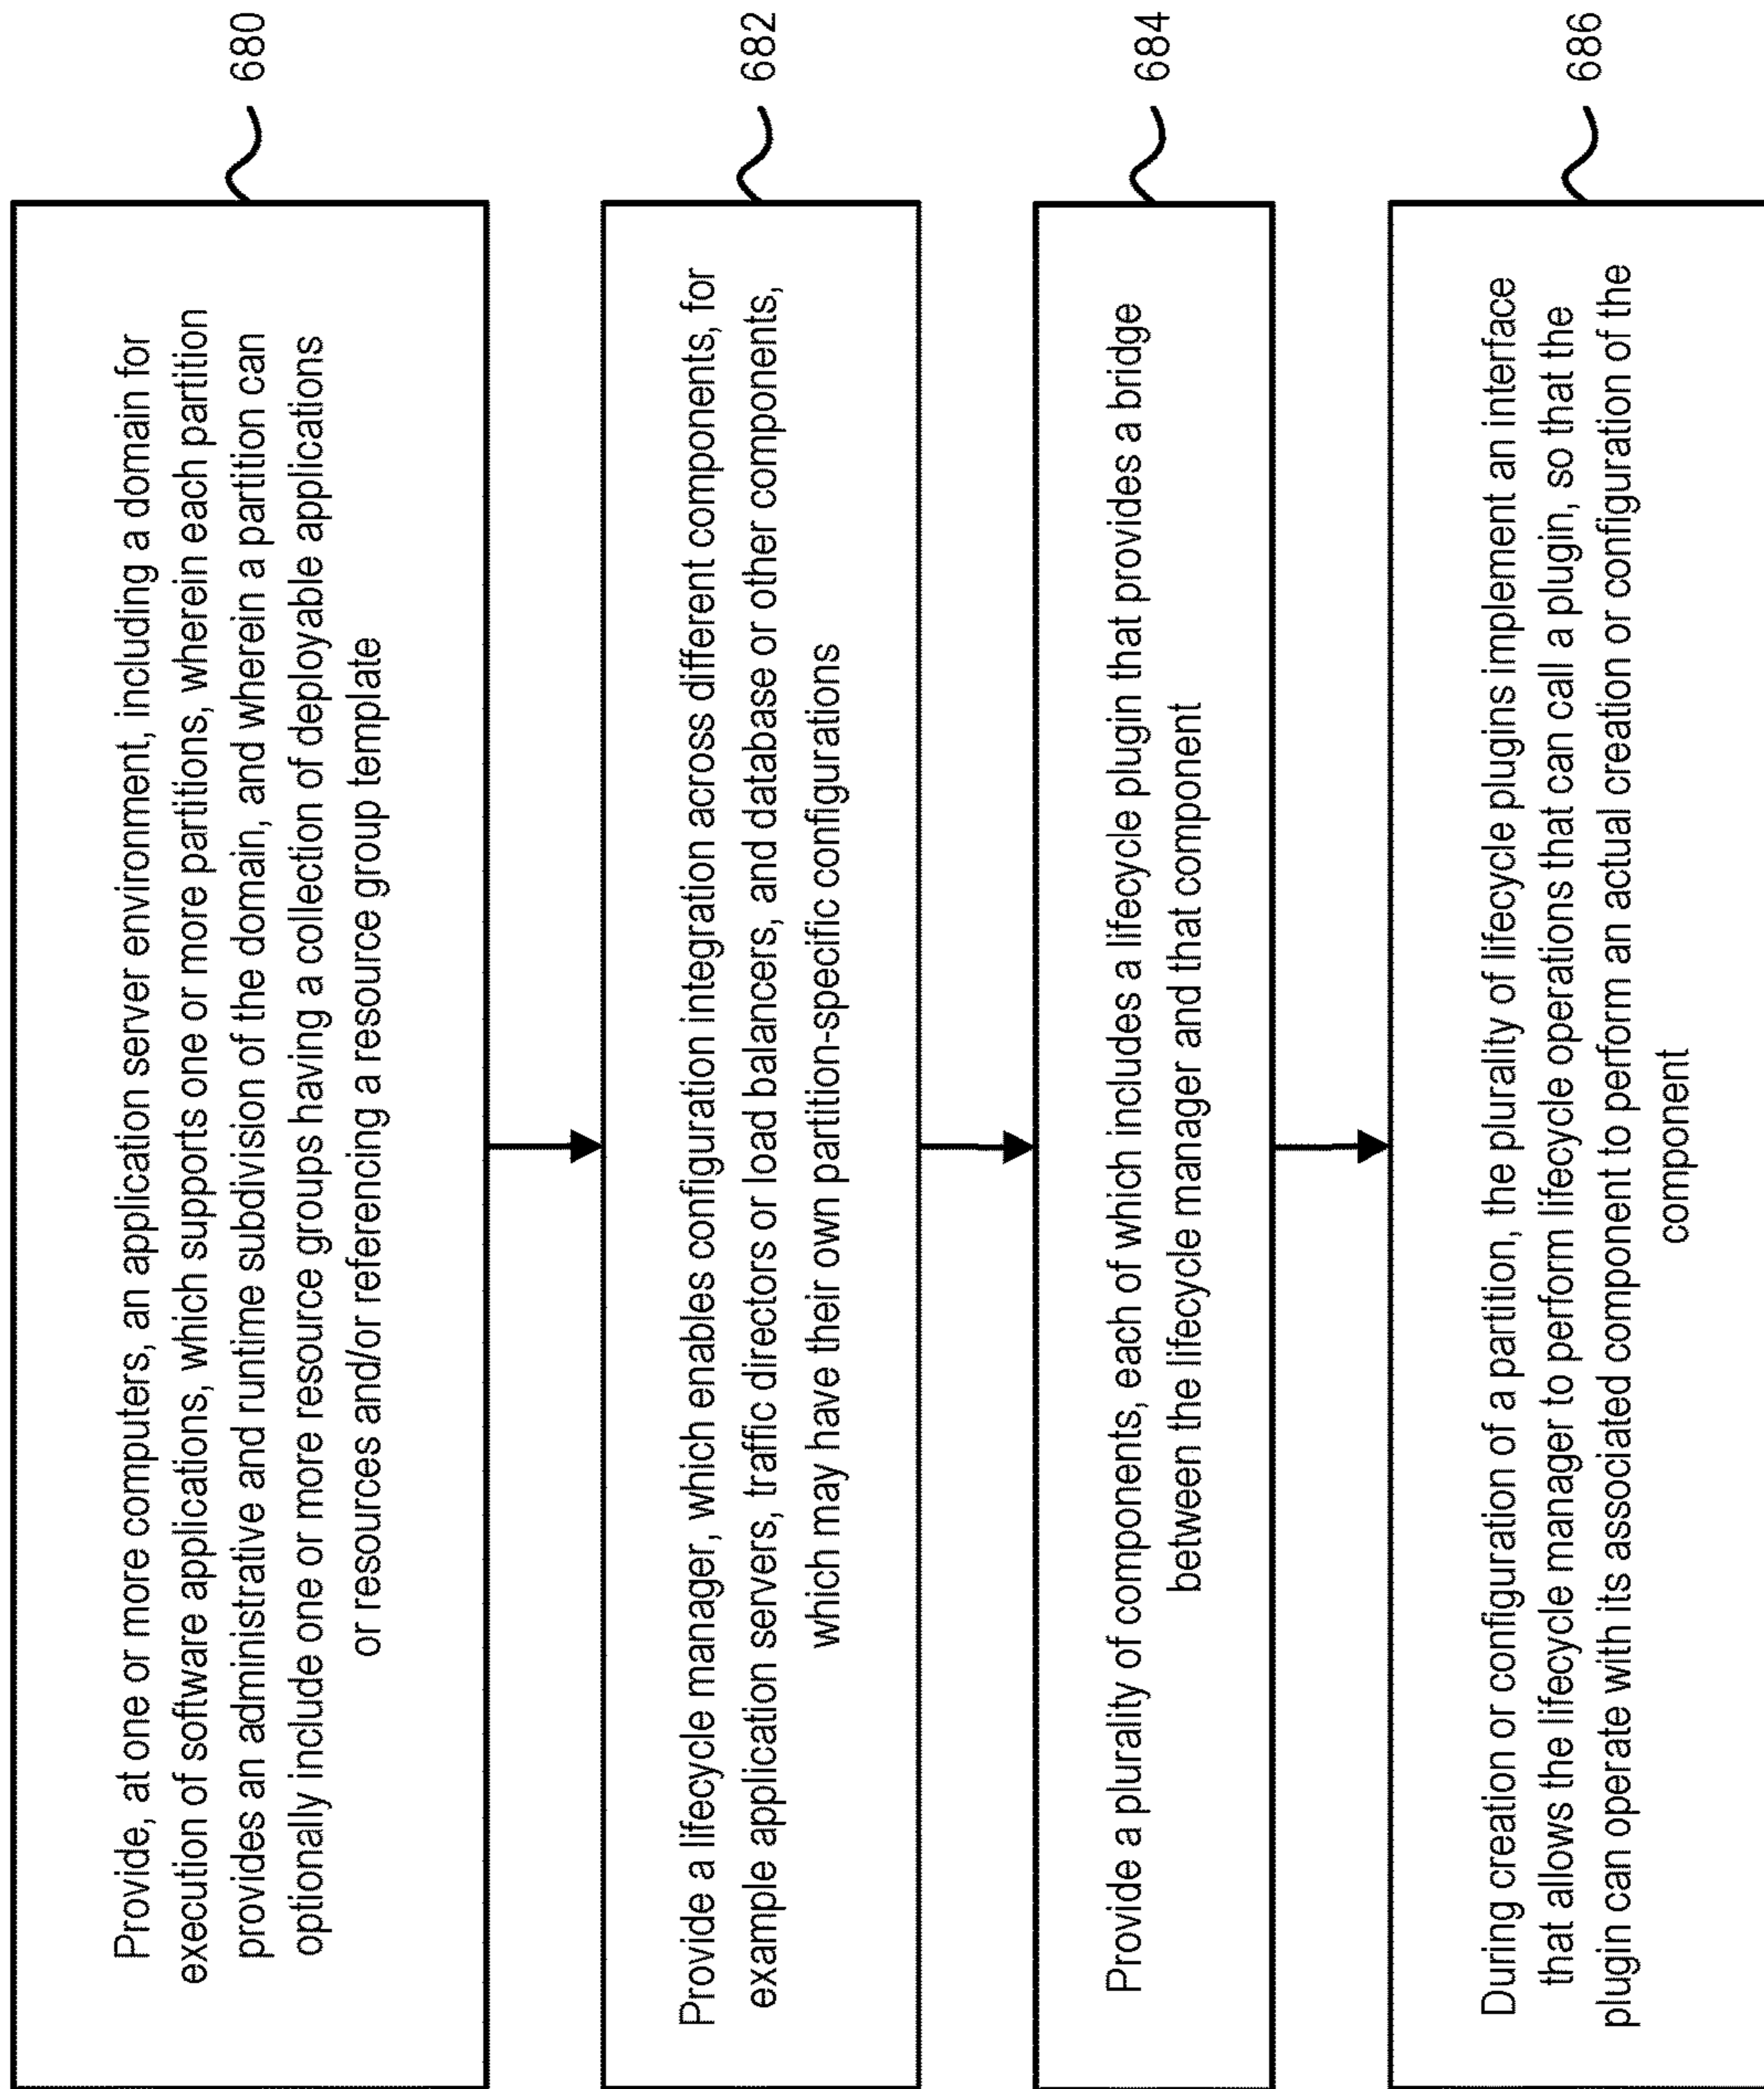 Provide, at one or more computers, an application server environment, including a domain for
execution of software applications, which supports one or more partitions, wherein each partition
provides an administrative and runtime subdivision of the domain, and wherein a partition can
optionally include one or more resource groups having a collection of deployable applications
or resources and/or referencing a resource group template
680
Provide a lifecycle manager, which enables configuration integration across different components, for
example application servers, traffic directors or load balancers, and database or other components,
which may have their own partition-specific configurations
682
Provide a plurality of components, each of which includes a lifecycle plugin that provides a bridge
between the lifecycle manager and that component
684
During creation or configuration of a partition, the plurality of lifecycle plugins implement an interface
that allows the lifecycle manager to perform lifecycle operations that can call a plugin, so that the
plugin can operate with its associated component to perform an actual creation or configuration of the
component
686